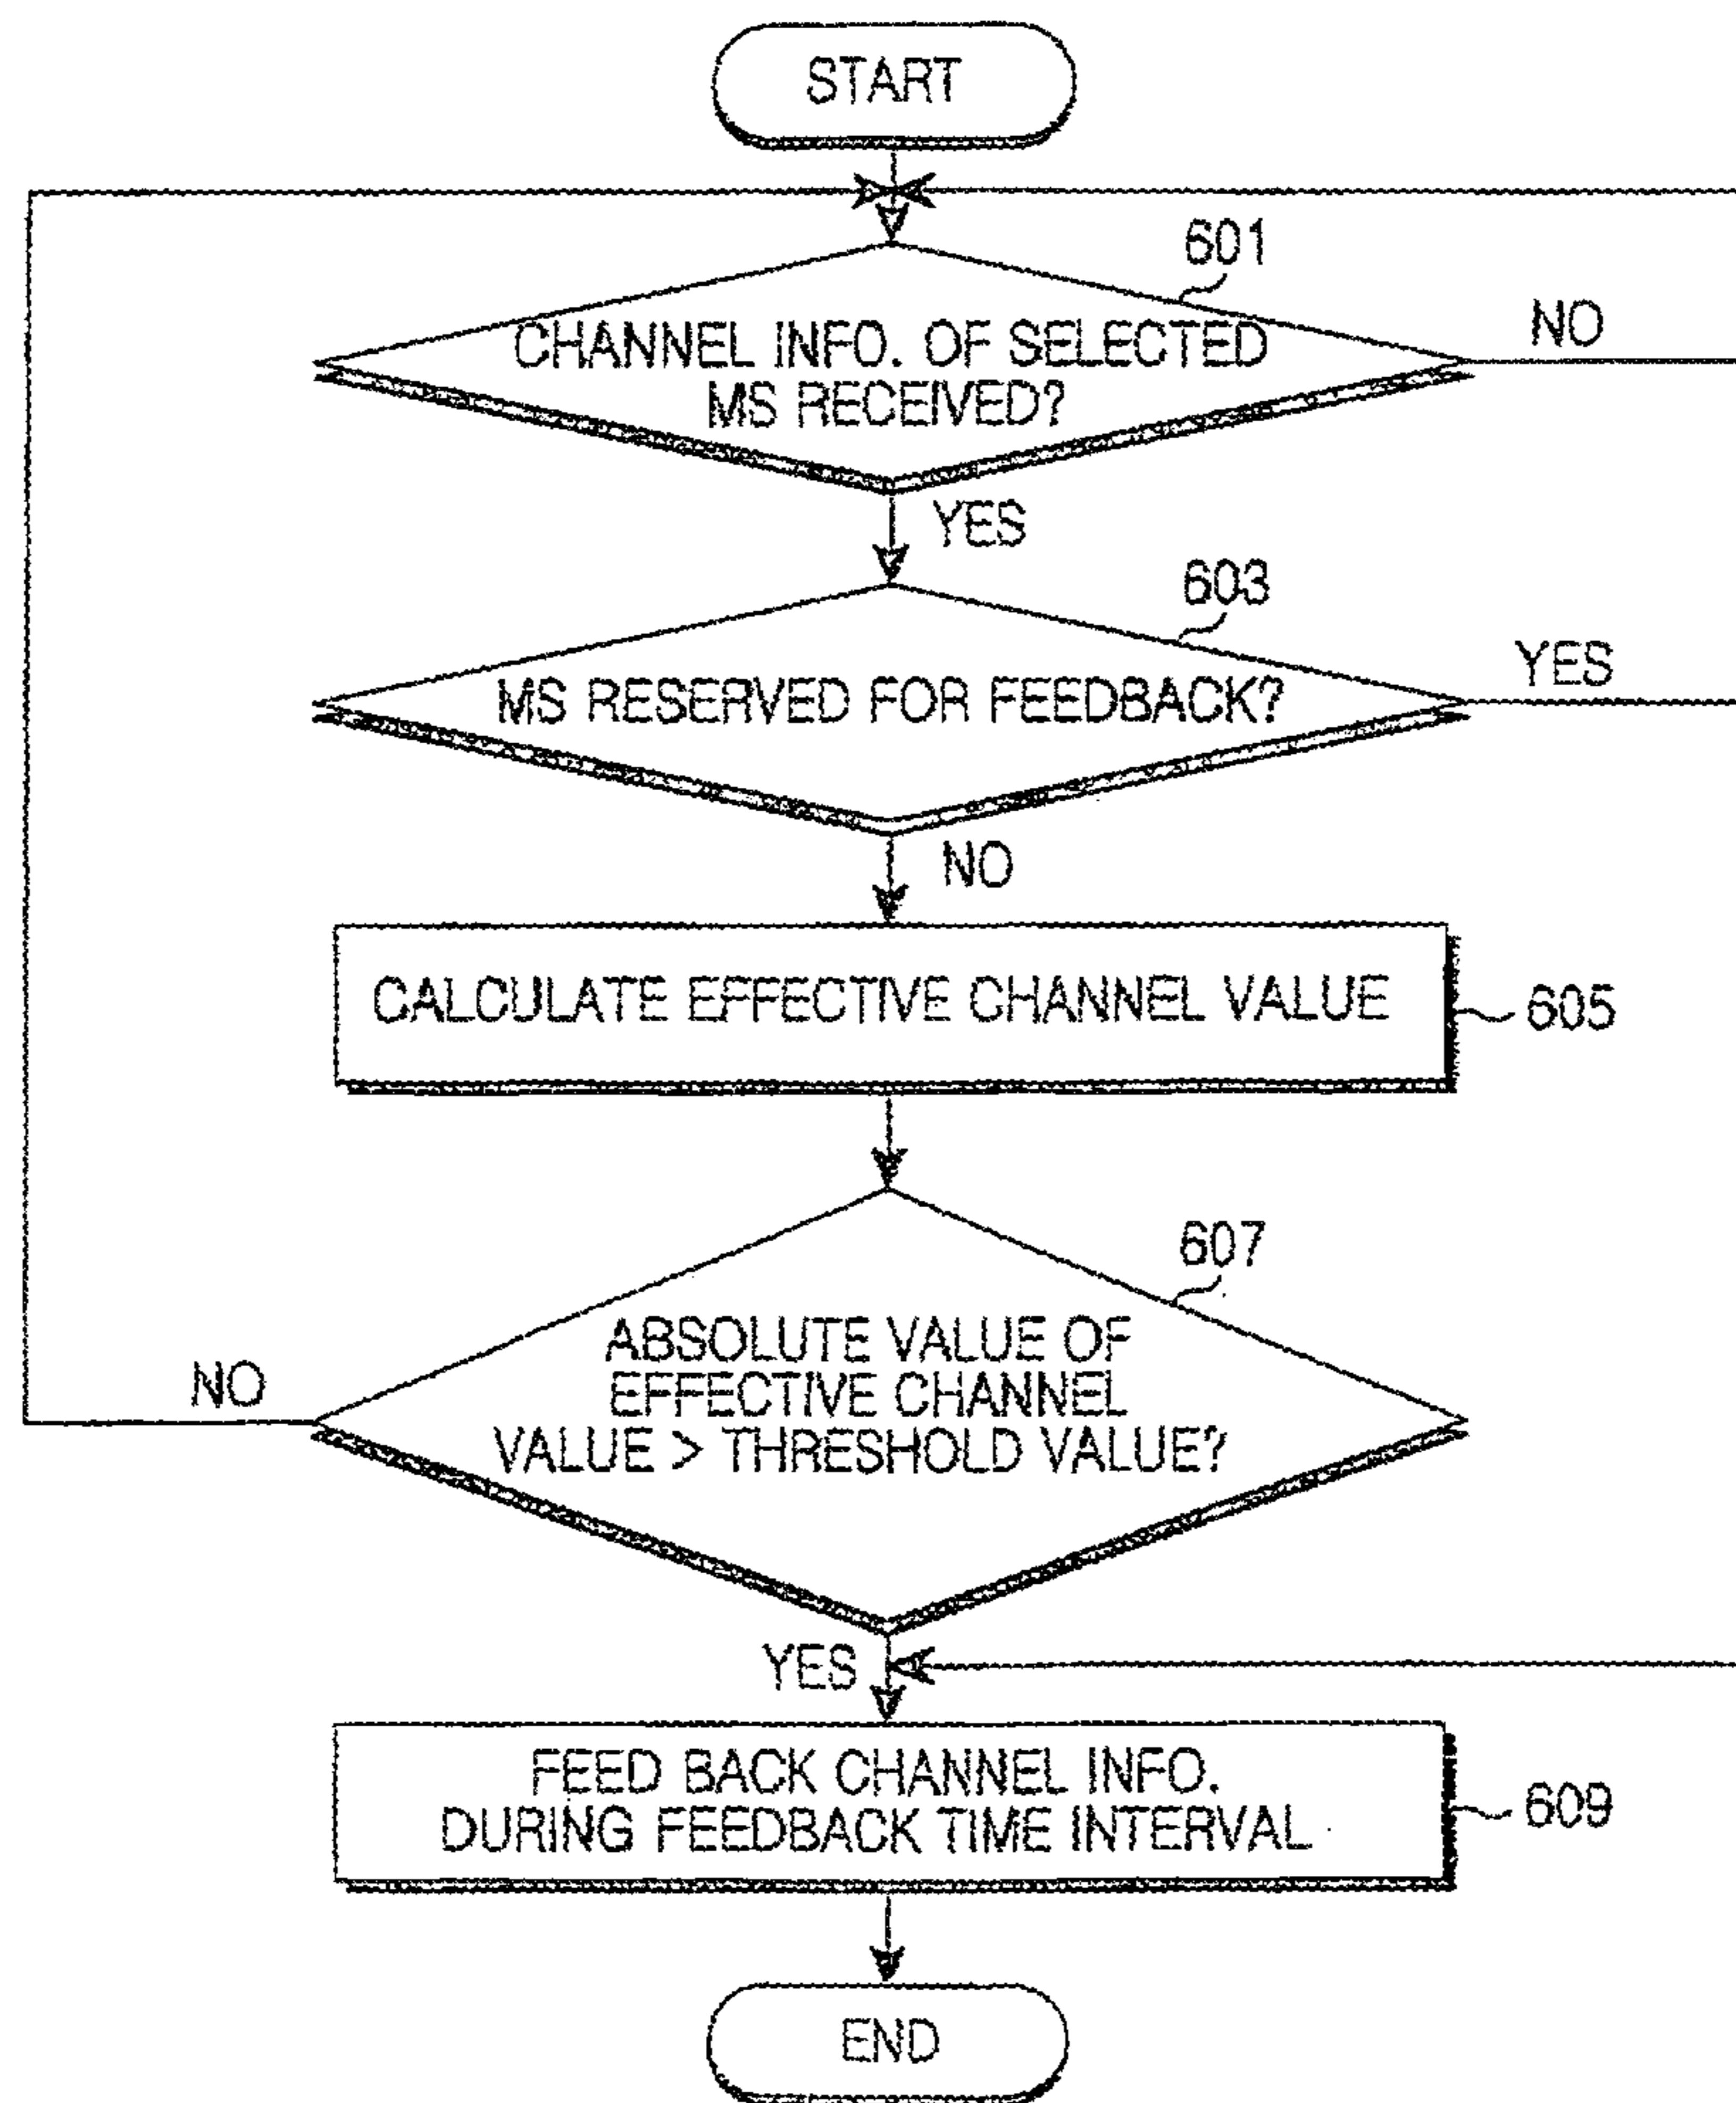 START
601
CHANNEL INFO. OF SELECTED
MS RECEIVED?
NO
YES
603
MS RESERVED FOR FEEDBACK?
YES
NO
CALCULATE EFFECTIVE CHANNEL VALUE
605
607
ABSOLUTE VALUE OF
EFFECTIVE CHANNEL
VALUE > THRESHOLD VALUE?
NO
YES
FEED BACK CHANNEL INFO.
DURING FEEDBACK TIME INTERVAL
609
END